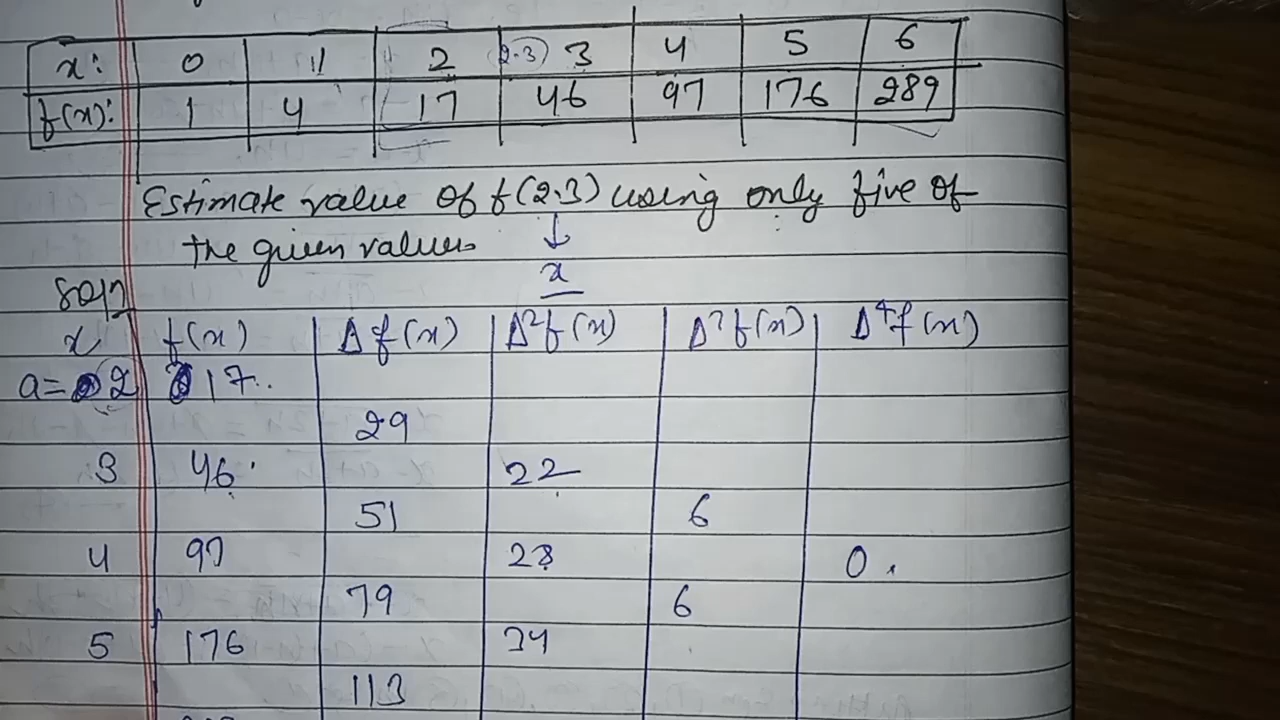 x: 0 1 2 (2.3) 3 4 5 6
f(x): 1 4 17 46 97 176 289
Estimate value of f(2.3) using only five of
the given values
↓
x
Soln
x f(x) Δf(x) Δ²f(x) Δ³f(x) Δ⁴f(x)
a= 2 17..
29
3 46 22
51 6
4 97 28 0.
79 6
5 176 34
113